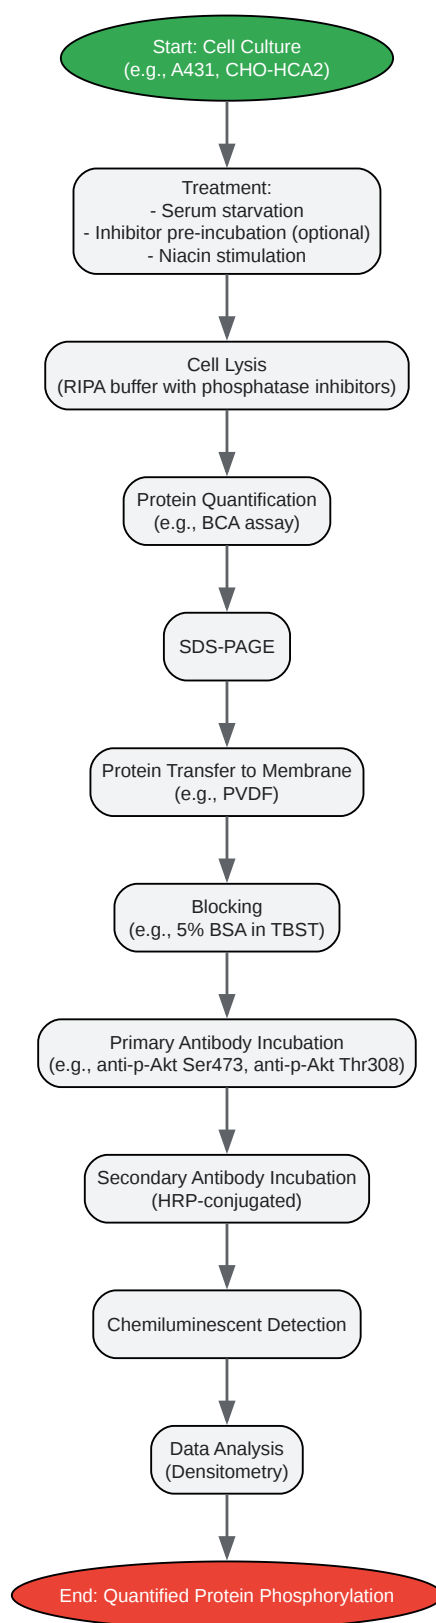 Start: Cell Culture
(e.g., A431, CHO-HCA2)
Treatment:
- Serum starvation
- Inhibitor pre-incubation (optional)
- Niacin stimulation
Cell Lysis
(RIPA buffer with phosphatase inhibitors)
Protein Quantification
(e.g., BCA assay)
SDS-PAGE
Protein Transfer to Membrane
(e.g., PVDF)
Blocking
(e.g., 5% BSA in TBST)
Primary Antibody Incubation
(e.g., anti-p-Akt Ser473, anti-p-Akt Thr308)
Secondary Antibody Incubation
(HRP-conjugated)
Chemiluminescent Detection
Data Analysis
(Densitometry)
End: Quantified Protein Phosphorylation